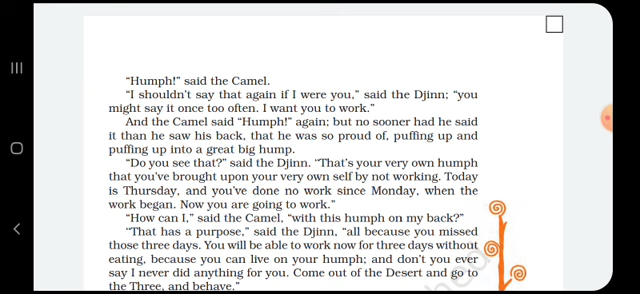 “Humph!” said the Camel.
“I shouldn’t say that again if I were you,” said the Djinn; “you
might say it once too often. I want you to work.”
And the Camel said “Humph!” again; but no sooner had he said
it than he saw his back, that he was so proud of, puffing up and
puffing up into a great big hump.
“Do you see that?” said the Djinn. “That’s your very own humph
that you’ve brought upon your very own self by not working. Today
is Thursday, and you’ve done no work since Monday, when the
work began. Now you are going to work.”
“How can I,” said the Camel, “with this humph on my back?”
“That has a purpose,” said the Djinn, “all because you missed
those three days. You will be able to work now for three days without
eating, because you can live on your humph; and don’t you ever
say I never did anything for you. Come out of the Desert and go to
the Three, and behave.”